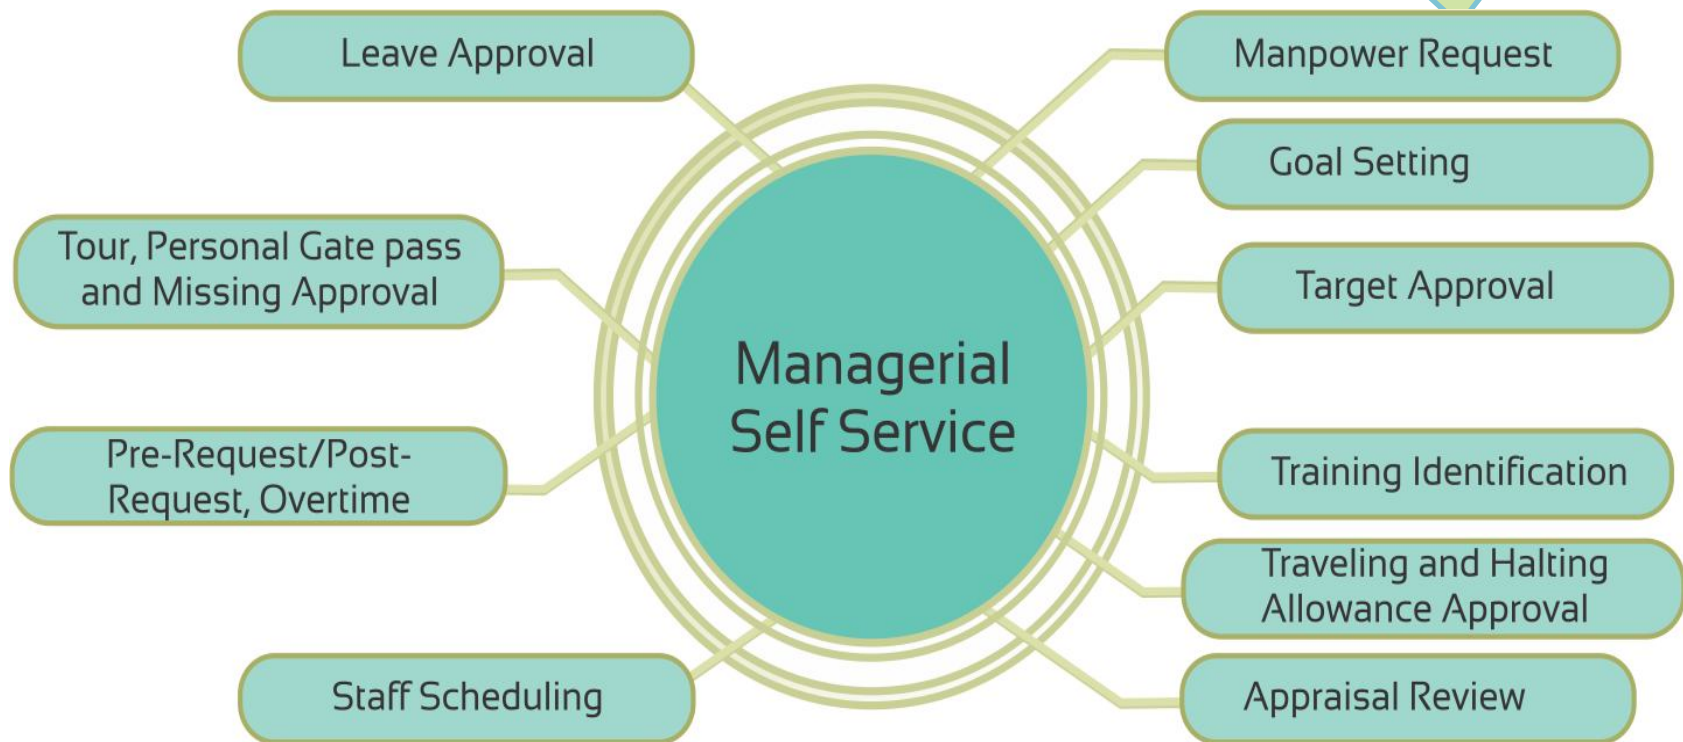 Leave Approval
Tour, Personal Gate pass
and Missing Approval
Pre-Request/Post-
Request, Overtime
Staff Scheduling
Managerial
Self Service
Manpower Request
Goal Setting
Target Approval
Training Identification
Traveling and Halting
Allowance Approval
Appraisal Review